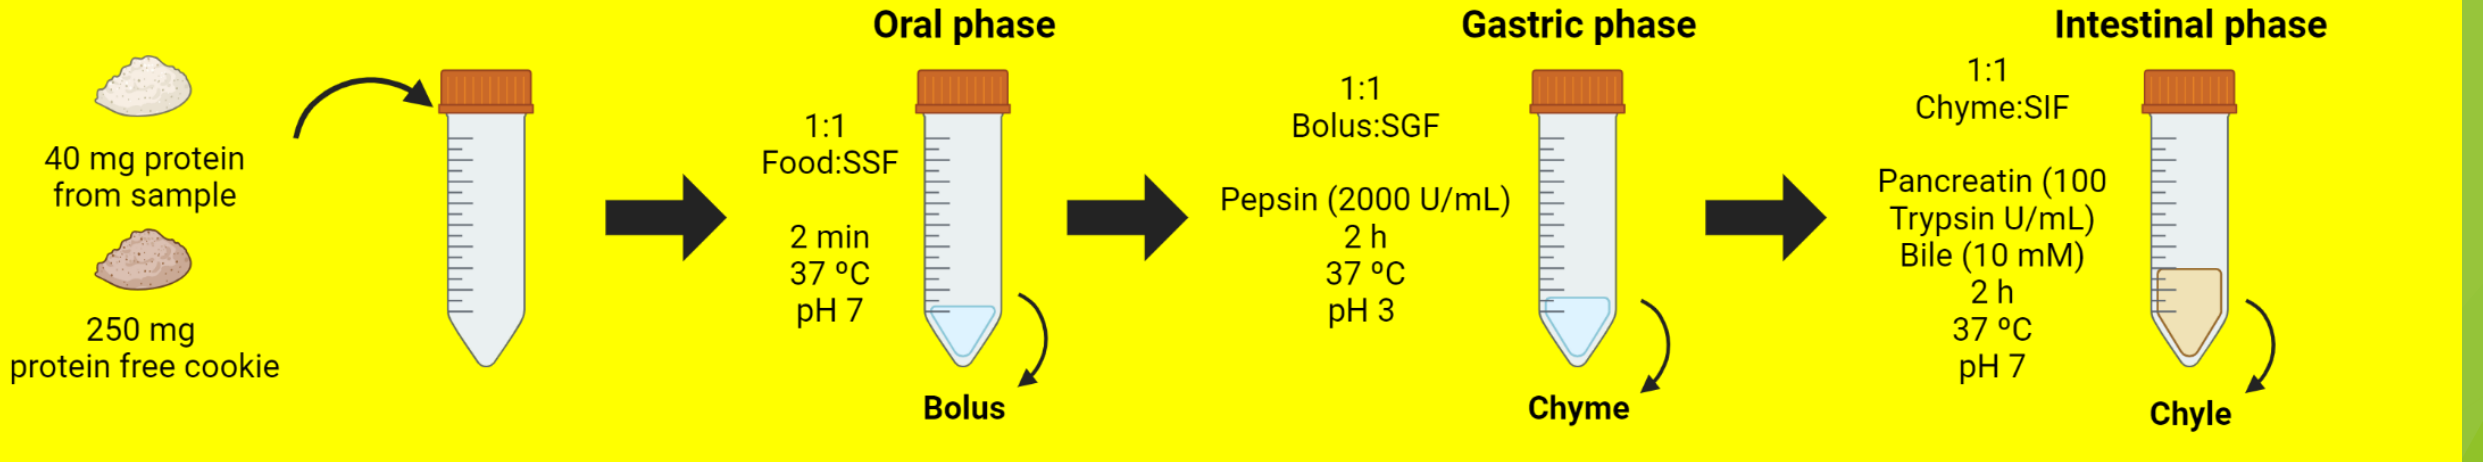 40 mg protein
from sample
250 mg
protein free cookie
Oral phase
1:1
Food:SSF
2 min
37 ºC
pH 7
Bolus
Gastric phase
1:1
Bolus:SGF
Pepsin (2000 U/mL)
2 h
37 ºC
pH 3
Chyme
Intestinal phase
1:1
Chyme:SIF
Pancreatin (100
Trypsin U/mL)
Bile (10 mM)
2 h
37 ºC
pH 7
Chyle